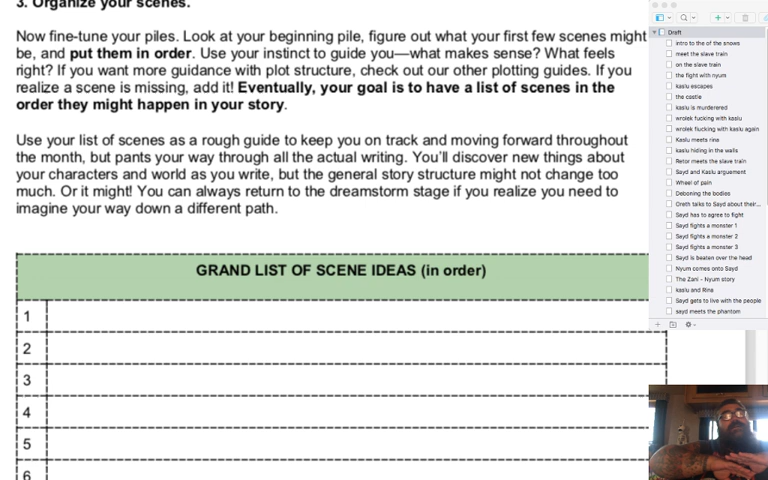 3. Organize your scenes.
Now fine-tune your piles. Look at your beginning pile, figure out what your first few scenes might
be, and put them in order. Use your instinct to guide you—what makes sense? What feels
right? If you want more guidance with plot structure, check out our other plotting guides. If you
realize a scene is missing, add it! Eventually, your goal is to have a list of scenes in the
order they might happen in your story.
Use your list of scenes as a rough guide to keep you on track and moving forward throughout
the month, but pants your way through all the actual writing. You'll discover new things about
your characters and world as you write, but the general story structure might not change too
much. Or it might! You can always return to the dreamstorm stage if you realize you need to
imagine your way down a different path.
GRAND LIST OF SCENE IDEAS (in order)
1
2
3
4
5
6
Draft
intro to the of the snows
meet the slave train
on the slave train
the fight with nyum
kaslu escapes
the castle
kaslu is murderered
wrolek fucking with kaslu
wrolek flucking with kaslu again
Kaslu meets rina
kaslu hiding in the walls
Retor meets the slave train
Sayd and Kaslu arguement
Wheel of pain
Deboning the bodies
Oreth talks to Sayd about their...
Sayd has to agree to fight
Sayd fights a monster 1
Sayd fights a monster 2
Sayd fights a monster 3
Sayd is beaten over the head
Nyum comes onto Sayd
The Zani - Nyum story
kaslu and Rina
Sayd gets to live with the people
sayd meets the phantom